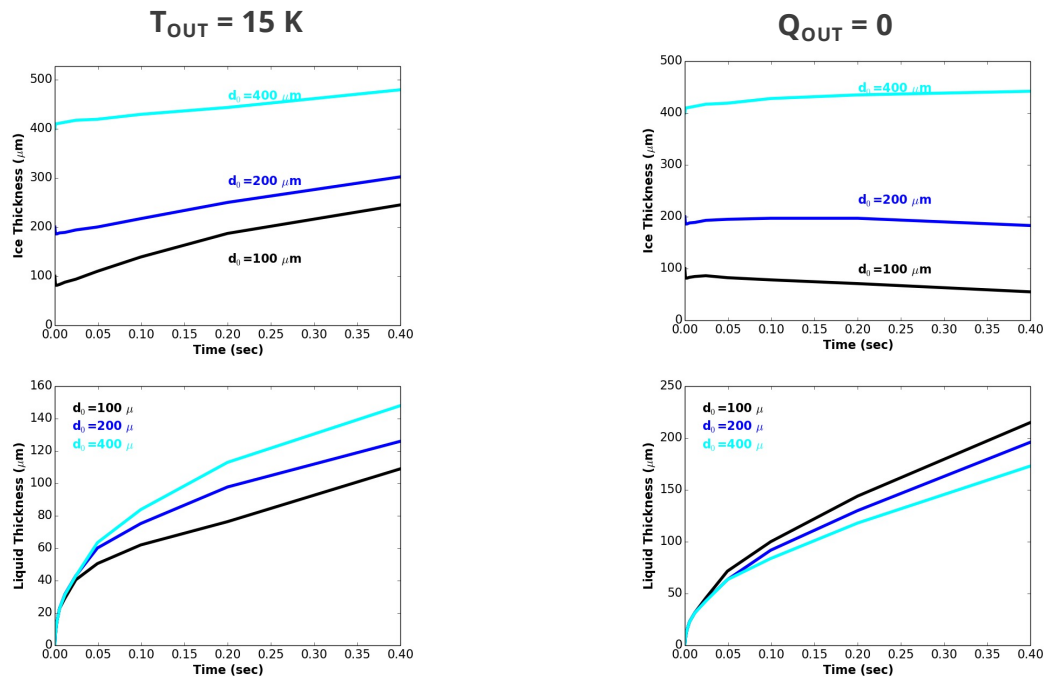 T_OUT = 15 K
Q_OUT = 0
500
400
300
200
100
0
Ice Thickness (μm)
d₀=400 μm
d₀=200 μm
d₀=100 μm
0.00 0.05 0.10 0.15 0.20 0.25 0.30 0.35 0.40
Time (sec)
500
400
300
200
100
0
Ice Thickness (μm)
d₀=400 μm
d₀=200 μm
d₀=100 μm
0.00 0.05 0.10 0.15 0.20 0.25 0.30 0.35 0.40
Time (sec)
160
140
120
100
80
60
40
20
0
Liquid Thickness (μm)
d₀=100 μ
d₀=200 μ
d₀=400 μ
0.00 0.05 0.10 0.15 0.20 0.25 0.30 0.35 0.40
Time (sec)
250
200
150
100
50
0
Liquid Thickness (μm)
d₀=100 μ
d₀=200 μ
d₀=400 μ
0.00 0.05 0.10 0.15 0.20 0.25 0.30 0.35 0.40
Time (sec)